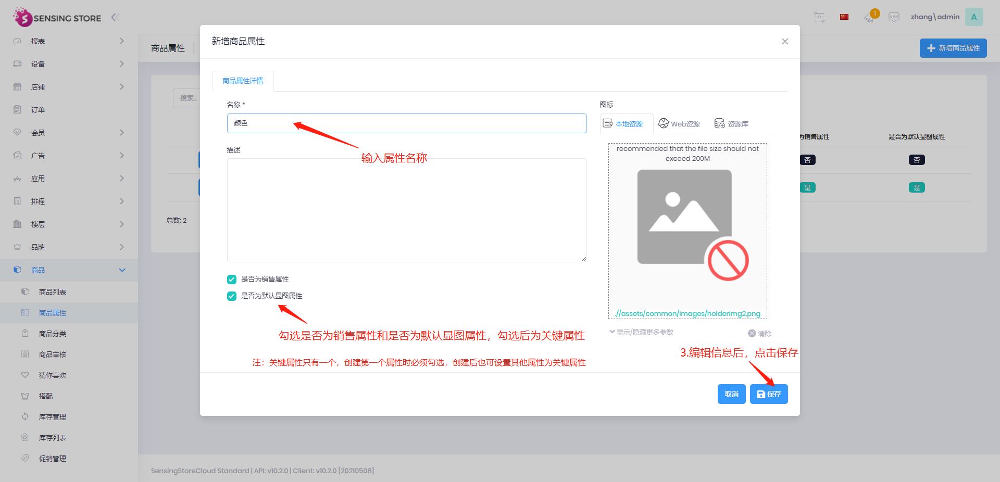 SENSING STORE
1
zhang\admin
A
报表
设备
店铺
订单
会员
广告
应用
排程
楼层
品牌
商品
商品列表
商品属性
商品分类
商品审核
猜你喜欢
搭配
库存管理
库存列表
促销管理
商品属性
新增商品属性
搜索...
总数: 2
为销售属性
是否为默认显图属性
否
否
是
是
新增商品属性
商品属性详情
名称 *
颜色
输入属性名称
描述
是否为销售属性
是否为默认显图属性
勾选是否为销售属性和是否为默认显图属性，勾选后为关键属性
注：关键属性只有一个，创建第一个属性时必须勾选，创建后也可设置其他属性为关键属性
图标
本地资源
Web资源
资源库
recommended that the file size should not
exceed 200M
.//assets/common/images/holderimg2.png
显示/隐藏更多参数
清除
3.编辑信息后，点击保存
取消
保存
SensingStoreCloud Standard | API: v10.2.0 | Client: v10.2.0 [20210508]